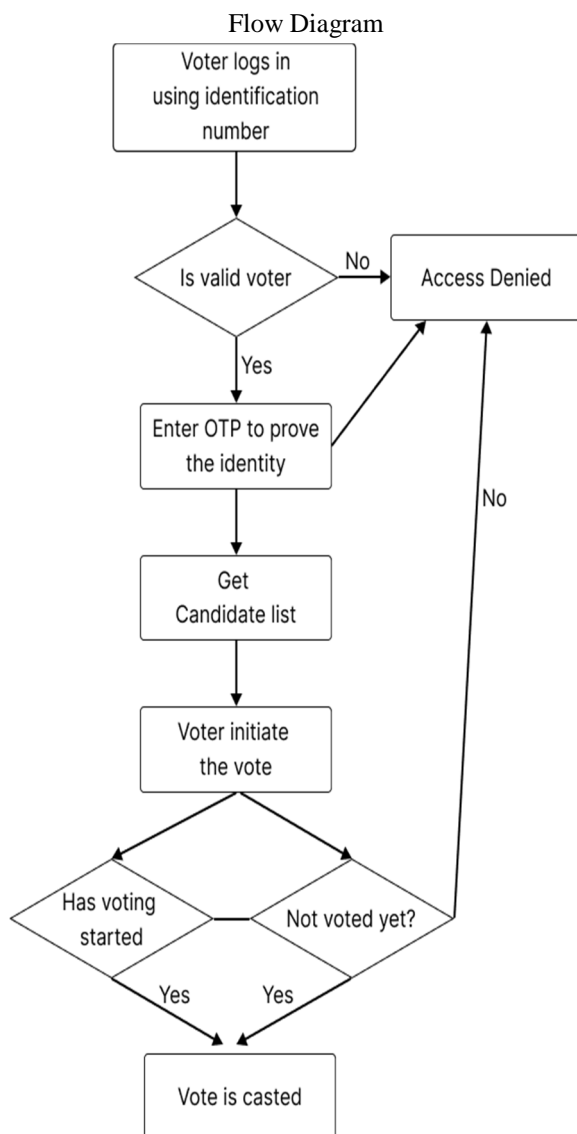 Flow Diagram
Voter logs in
using identification
number
Is valid voter
No
Access Denied
Yes
Enter OTP to prove
the identity
No
Get
Candidate list
Voter initiate
the vote
Has voting
started
Not voted yet?
Yes
Yes
Vote is casted